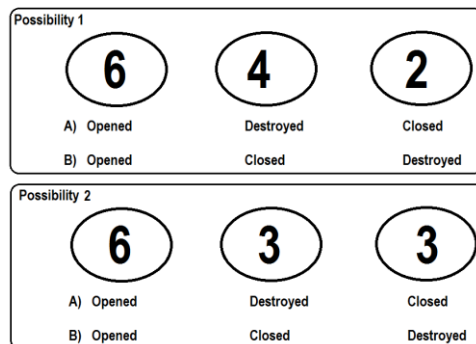 Possibility 1
6 4 2
A) Opened Destroyed Closed
B) Opened Closed Destroyed
Possibility 2
6 3 3
A) Opened Destroyed Closed
B) Opened Closed Destroyed